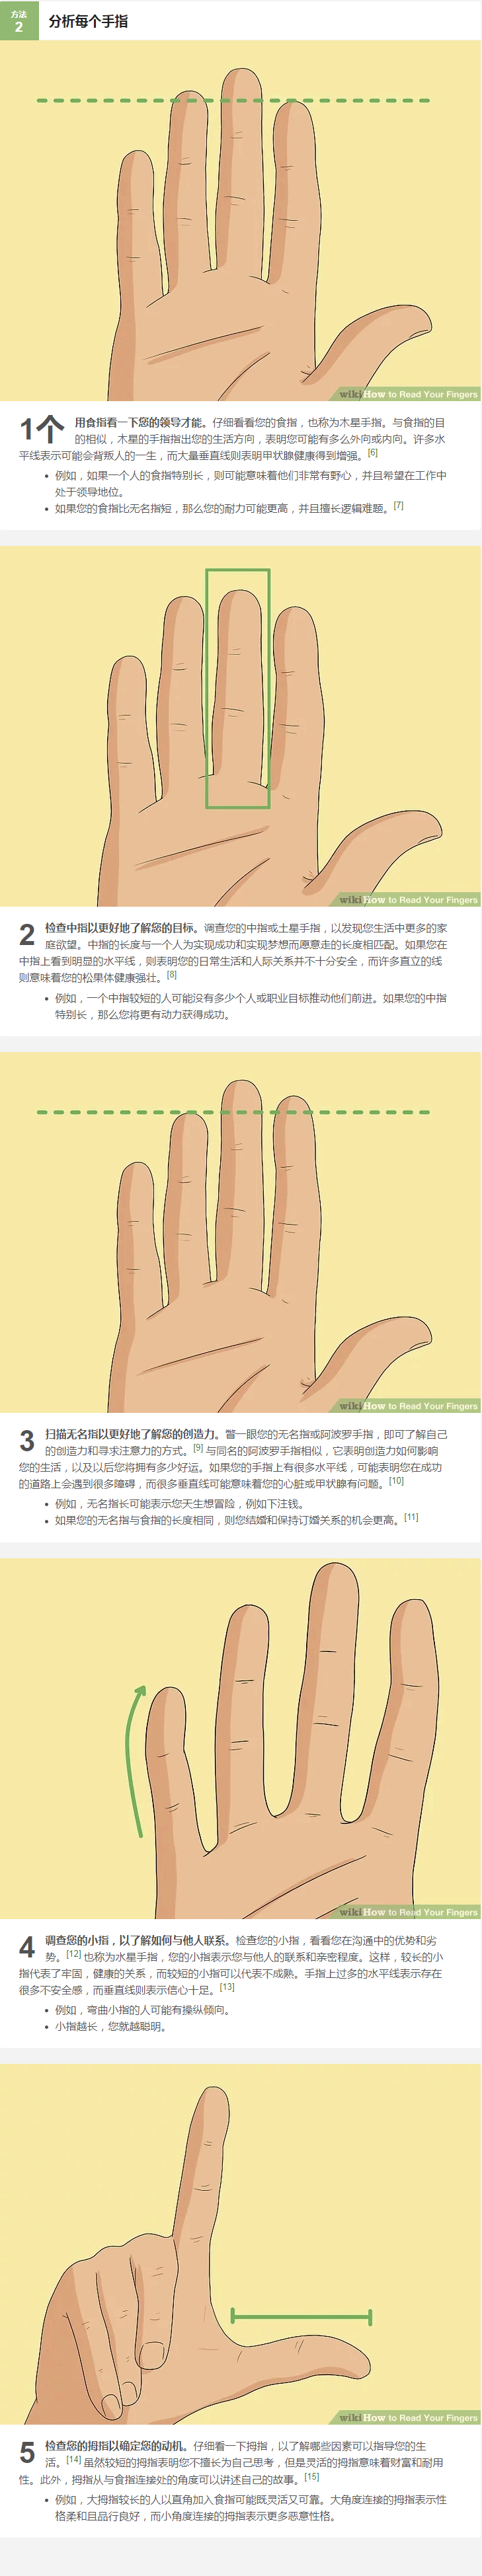 方法
2
分析每个手指
wikiHow to Read Your Fingers
1个 用食指看一下您的领导才能。仔细看看您的食指，也称为木星手指。与食指的目
的相似，木星的手指指出您的生活方向，表明您可能有多么外向或内向。许多水
平线表示可能会背叛人的一生，而大量垂直线则表明甲状腺健康得到增强。[6]
• 例如，如果一个人的食指特别长，则可能意味着他们非常有野心，并且希望在工作中
处于领导地位。
• 如果您的食指比无名指短，那么您的耐力可能更高，并且擅长逻辑难题。[7]
wikiHow to Read Your Fingers
2 检查中指以更好地了解您的目标。调查您的中指或土星手指，以发现您生活中更多的家
庭欲望。中指的长度与一个人为实现成功和实现梦想而愿意走的长度相匹配。如果您在
中指上看到明显的水平线，则表明您的日常生活和人际关系并不十分安全，而许多直立的线
则意味着您的松果体健康强壮。[8]
• 例如，一个中指较短的人可能没有多少个人或职业目标推动他们前进。如果您的中指
特别长，那么您将更有动力获得成功。
wikiHow to Read Your Fingers
3 扫描无名指以更好地了解您的创造力。瞥一眼您的无名指或阿波罗手指，即可了解自己
的创造力和寻求注意力的方式。[9] 与同名的阿波罗手指相似，它表明创造力如何影响
您的生活，以及以后您将拥有多少好运。如果您的手指上有很多水平线，可能表明您在成功
的道路上会遇到很多障碍，而很多垂直线可能意味着您的心脏或甲状腺有问题。[10]
• 例如，无名指长可能表示您天生想冒险，例如下注钱。
• 如果您的无名指与食指的长度相同，则您结婚和保持订婚关系的机会更高。[11]
wikiHow to Read Your Fingers
4 调查您的小指，以了解如何与他人联系。检查您的小指，看看您在沟通中的优势和劣
势。[12] 也称为水星手指，您的小指表示您与他人的联系和亲密程度。这样，较长的小
指代表了牢固，健康的关系，而较短的小指可以代表不成熟。手指上过多的水平线表示存在
很多不安全感，而垂直线则表示信心十足。[13]
• 例如，弯曲小指的人可能有操纵倾向。
• 小指越长，您就越聪明。
wikiHow to Read Your Fingers
5 检查您的拇指以确定您的动机。仔细看一下拇指，以了解哪些因素可以指导您的生
活。[14] 虽然较短的拇指表明您不擅长为自己思考，但是灵活的拇指意味着财富和耐用
性。此外，拇指从与食指连接处的角度可以讲述自己的故事。[15]
• 例如，大拇指较长的人以直角加入食指可能既灵活又可靠。大角度连接的拇指表示性
格柔和且品行良好，而小角度连接的拇指表示更多恶意性格。